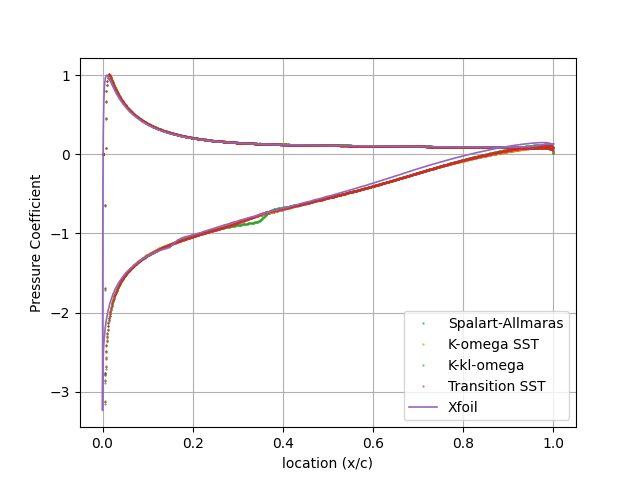 1
0
−1
−2
−3
Pressure Coefficient
0.0 0.2 0.4 0.6 0.8 1.0
location (x/c)
Spalart-Allmaras
K-omega SST
K-kl-omega
Transition SST
Xfoil